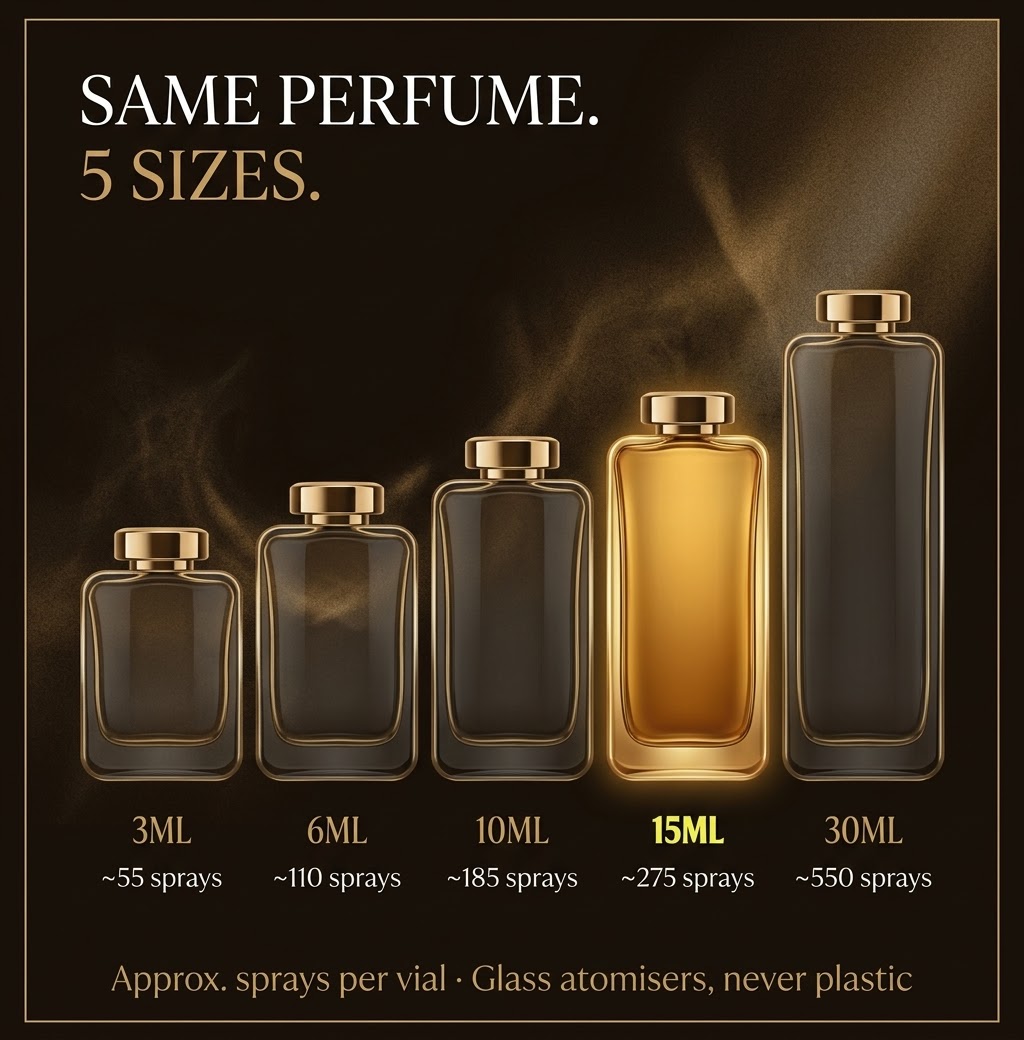 SAME PERFUME.
5 SIZES.
3ML 6ML 10ML 15ML 30ML
~55 sprays ~110 sprays ~185 sprays ~275 sprays ~550 sprays
Approx. sprays per vial · Glass atomisers, never plastic